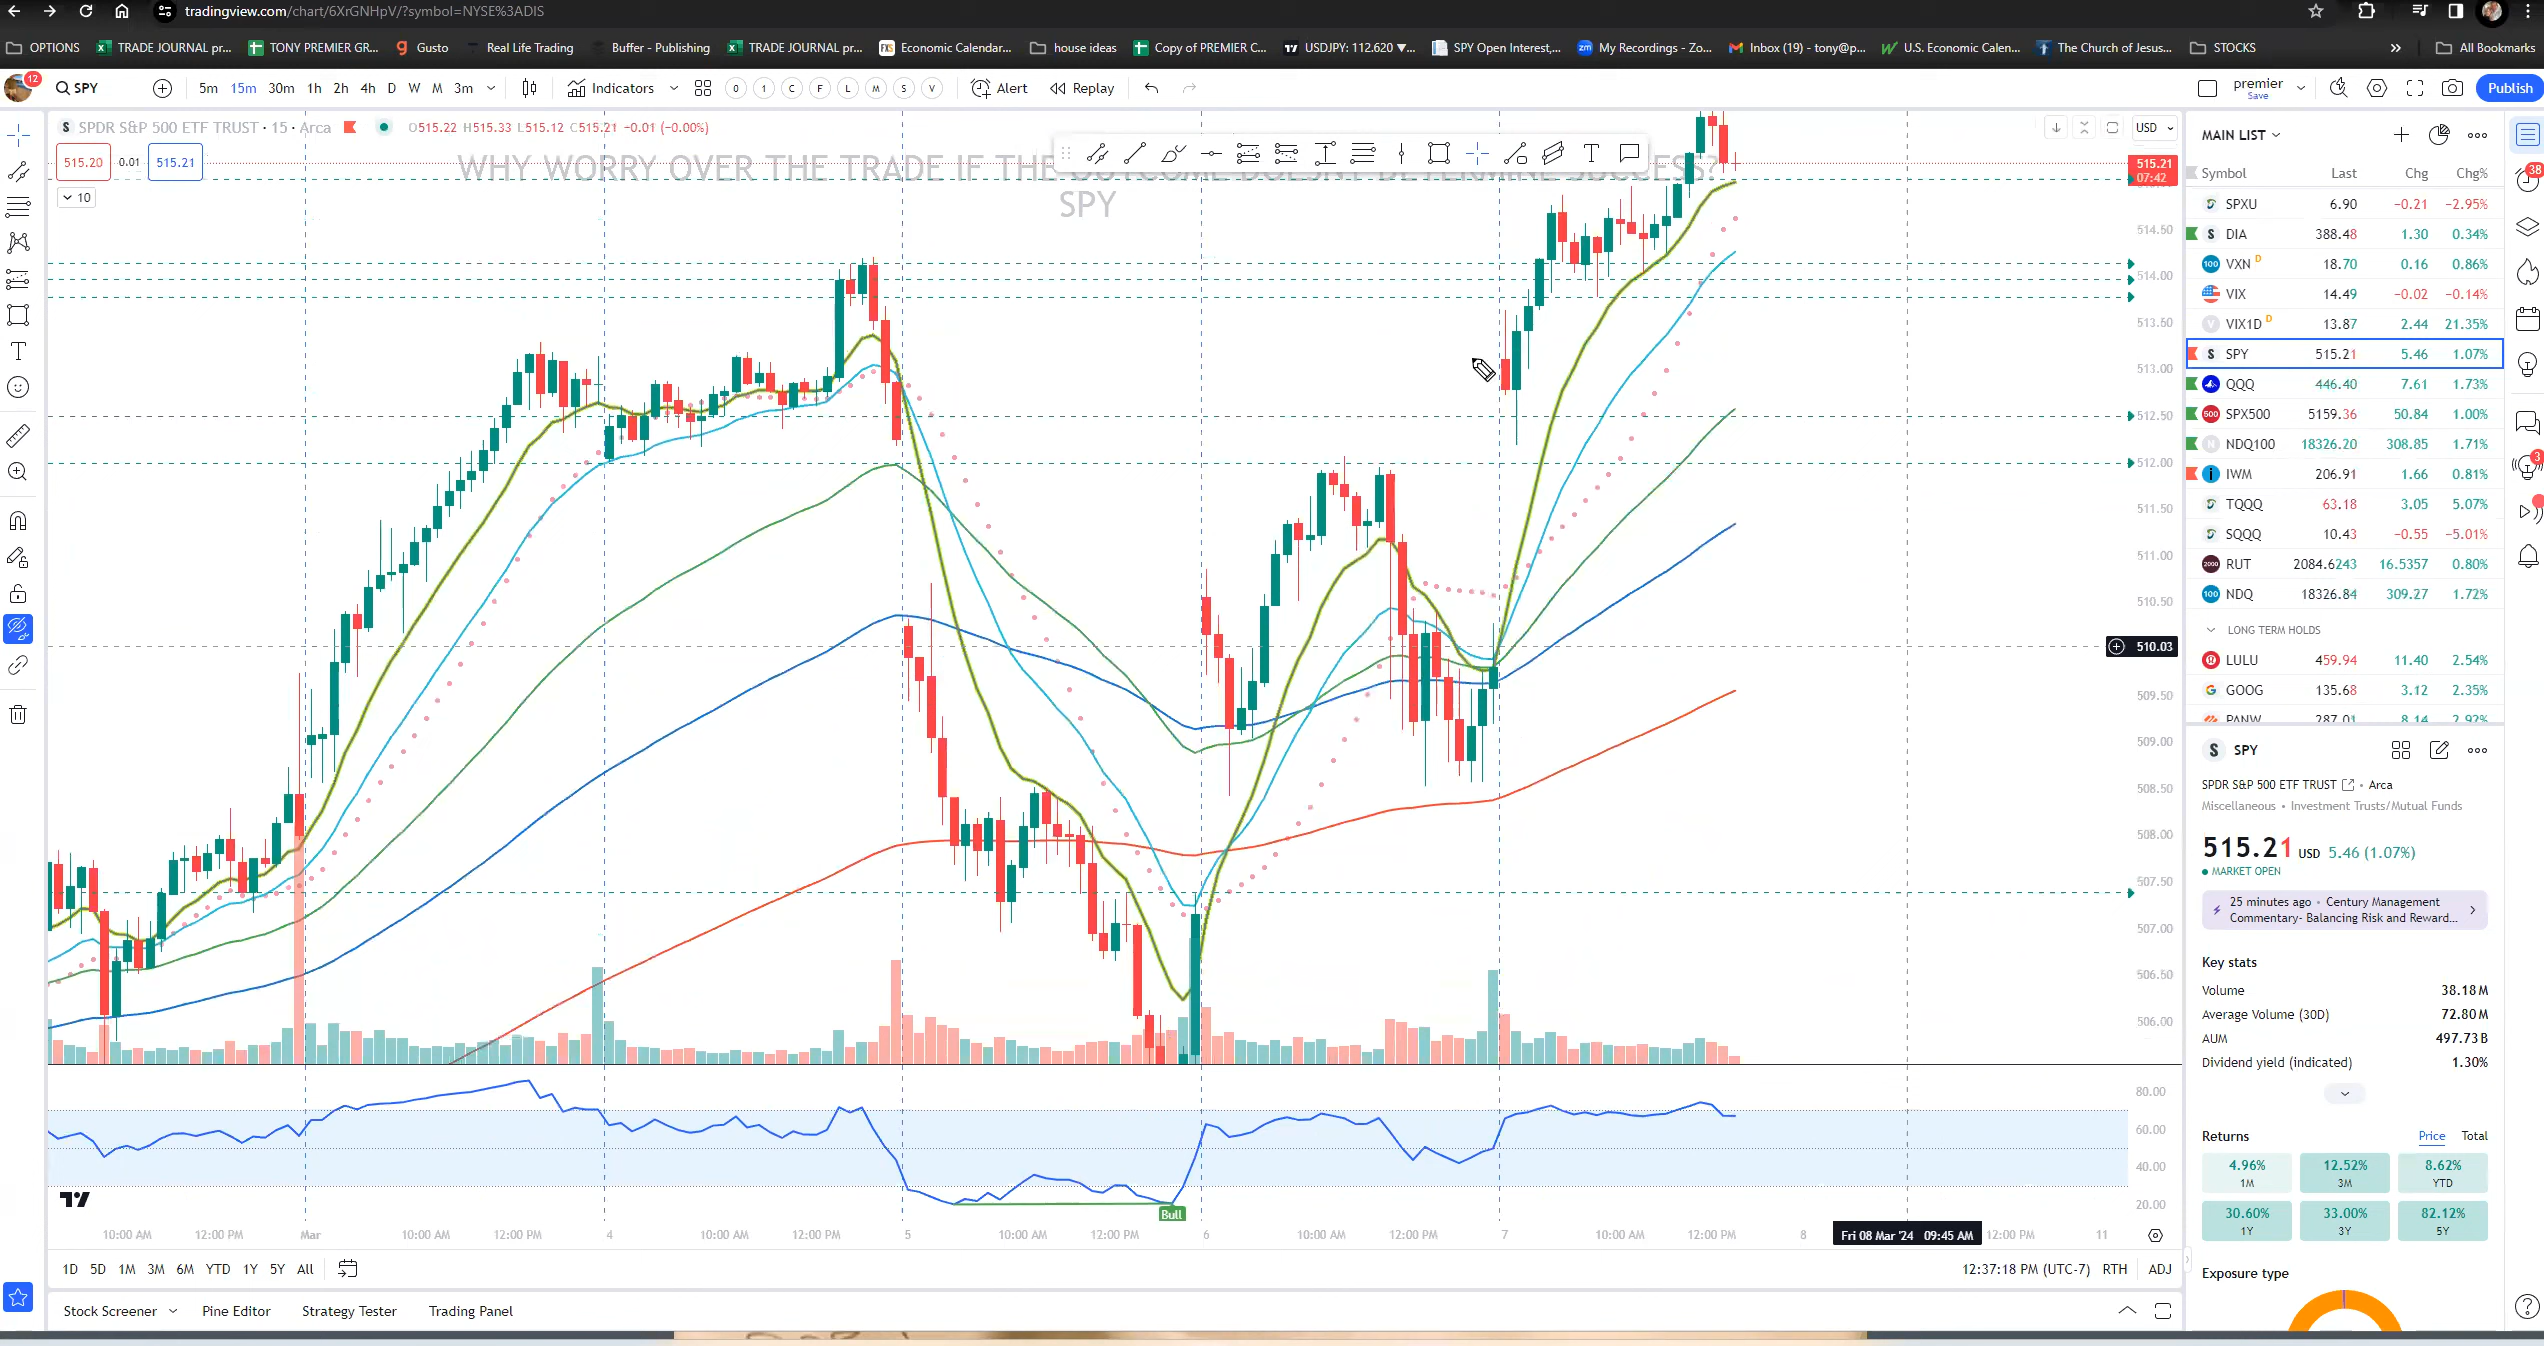 tradingview.com/chart/6XrGNHpV/?symbol=NYSE%3ADIS
OPTIONS TRADE JOURNAL pr... TONY PREMIER GR... Gusto Real Life Trading Buffer - Publishing TRADE JOURNAL pr... Economic Calendar... house ideas Copy of PREMIER C... USDJPY: 112.620 ▼... SPY Open Interest,... My Recordings - Zo... Inbox (19) - tony@p... U.S. Economic Calen... The Church of Jesus... STOCKS » All Bookmarks
12 SPY 5m 15m 30m 1h 2h 4h D W M 3m Indicators 0 1 C F L M S V Alert Replay premier Save Publish
SPDR S&P 500 ETF TRUST · 15 · Arca O515.22 H515.33 L515.12 C515.21 −0.01 (−0.00%) USD
515.20 0.01 515.21
10
WHY WORRY OVER THE TRADE IF THE OUTCOME DOESN'T DETERMINE SUCCESS?
SPY
515.21
07:42
514.50
514.00
513.50
513.00
512.50
512.00
511.50
511.00
510.50
510.03
509.50
509.00
508.50
508.00
507.50
507.00
506.50
506.00
80.00
60.00
40.00
20.00
Bull
10:00 AM 12:00 PM Mar 10:00 AM 12:00 PM 4 10:00 AM 12:00 PM 5 10:00 AM 12:00 PM 6 10:00 AM 12:00 PM 7 10:00 AM 12:00 PM 8 Fri 08 Mar '24 09:45 AM 12:00 PM 11
1D 5D 1M 3M 6M YTD 1Y 5Y All 12:37:18 PM (UTC-7) RTH ADJ
Stock Screener Pine Editor Strategy Tester Trading Panel
MAIN LIST
Symbol Last Chg Chg%
SPXU 6.90 −0.21 −2.95%
DIA 388.48 1.30 0.34%
VXN D 18.70 0.16 0.86%
VIX 14.49 −0.02 −0.14%
VIX1D D 13.87 2.44 21.35%
SPY 515.21 5.46 1.07%
QQQ 446.40 7.61 1.73%
SPX500 5159.36 50.84 1.00%
NDQ100 18326.20 308.85 1.71%
IWM 206.91 1.66 0.81%
TQQQ 63.18 3.05 5.07%
SQQQ 10.43 −0.55 −5.01%
RUT 2084.6243 16.5357 0.80%
NDQ 18326.84 309.27 1.72%
LONG TERM HOLDS
LULU 459.94 11.40 2.54%
GOOG 135.68 3.12 2.35%
PANW 287.01 8.14 2.92%
SPY
SPDR S&P 500 ETF TRUST • Arca
Miscellaneous • Investment Trusts/Mutual Funds
515.21 USD 5.46 (1.07%)
MARKET OPEN
25 minutes ago • Century Management
Commentary- Balancing Risk and Reward...
Key stats
Volume 38.18M
Average Volume (30D) 72.80M
AUM 497.73B
Dividend yield (indicated) 1.30%
Returns Price Total
4.96% 12.52% 8.62%
1M 3M YTD
30.60% 33.00% 82.12%
1Y 3Y 5Y
Exposure type
38
3